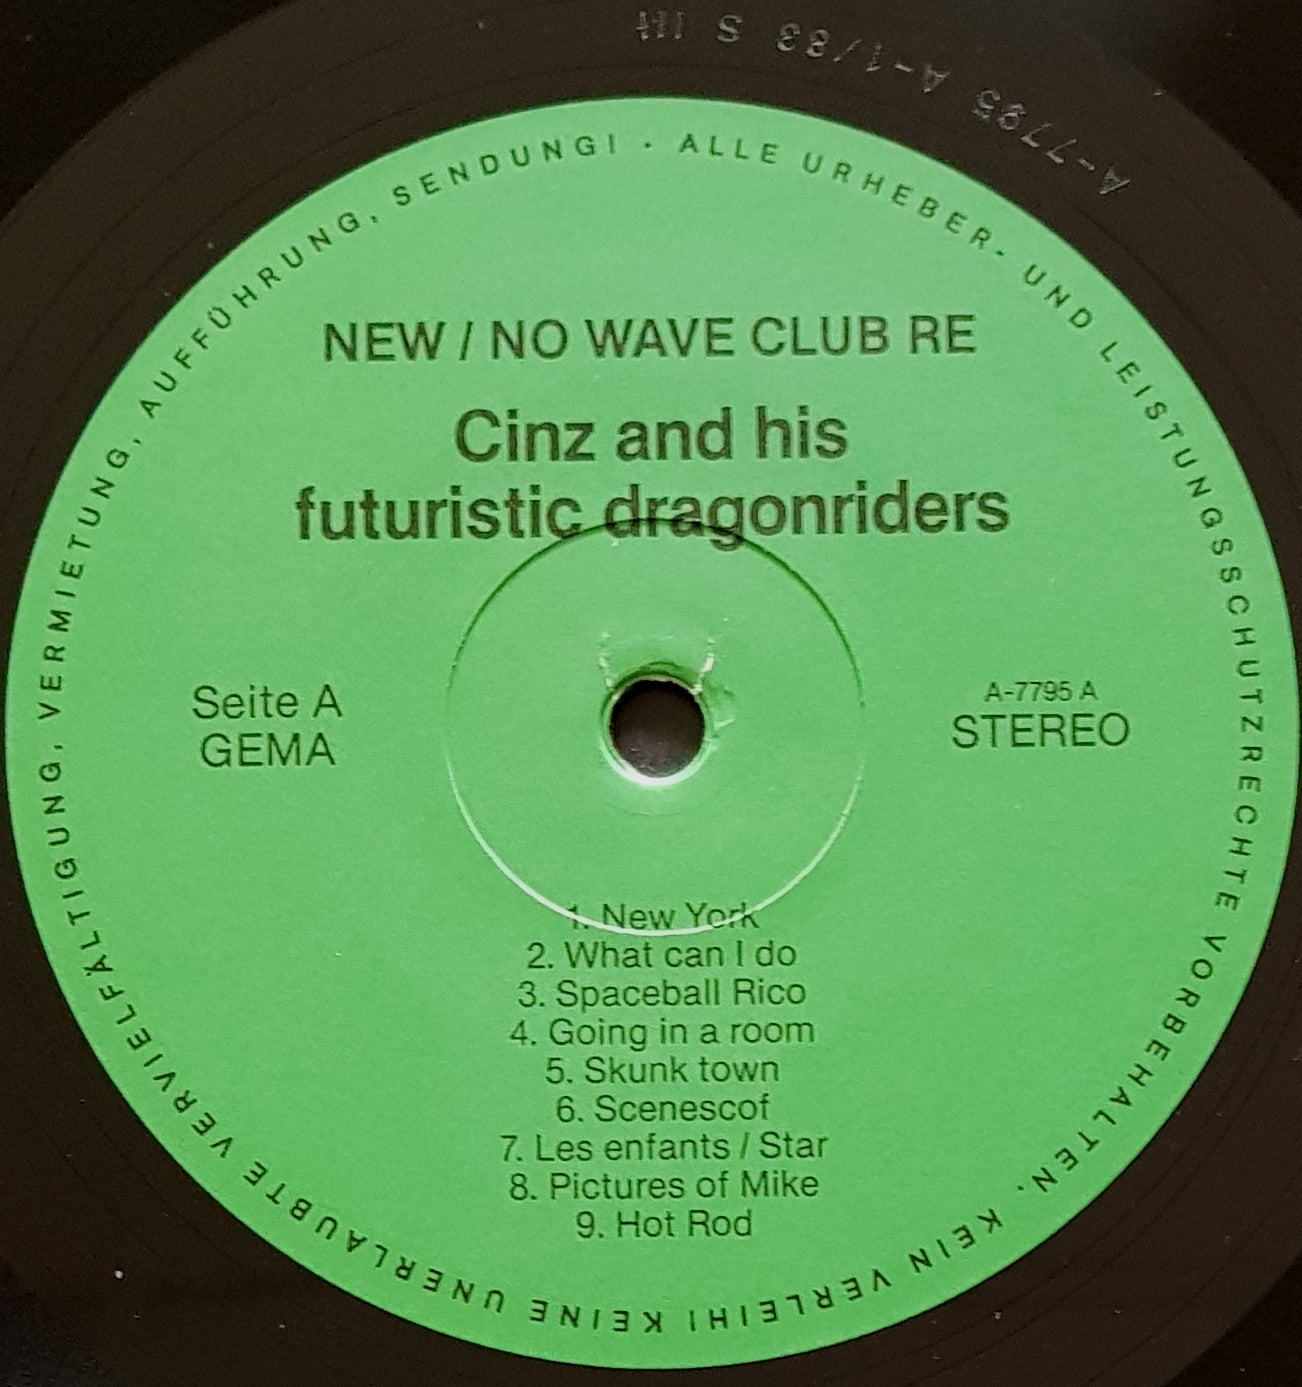 A-7795 A-1/33 S
ALLE URHEBER- UND LEISTUNGSSCHUTZRECHTE VORBEHALTEN. KEIN VERLEIH! KEINE UNERLAUBTE VERVIELFÄLTIGUNG, VERMIETUNG, AUFFÜHRUNG, SENDUNG! ·
NEW / NO WAVE CLUB RE
Cinz and his
futuristic dragonriders
Seite A
GEMA
A-7795 A
STEREO
1. New York
2. What can I do
3. Spaceball Rico
4. Going in a room
5. Skunk town
6. Scenescof
7. Les enfants / Star
8. Pictures of Mike
9. Hot Rod